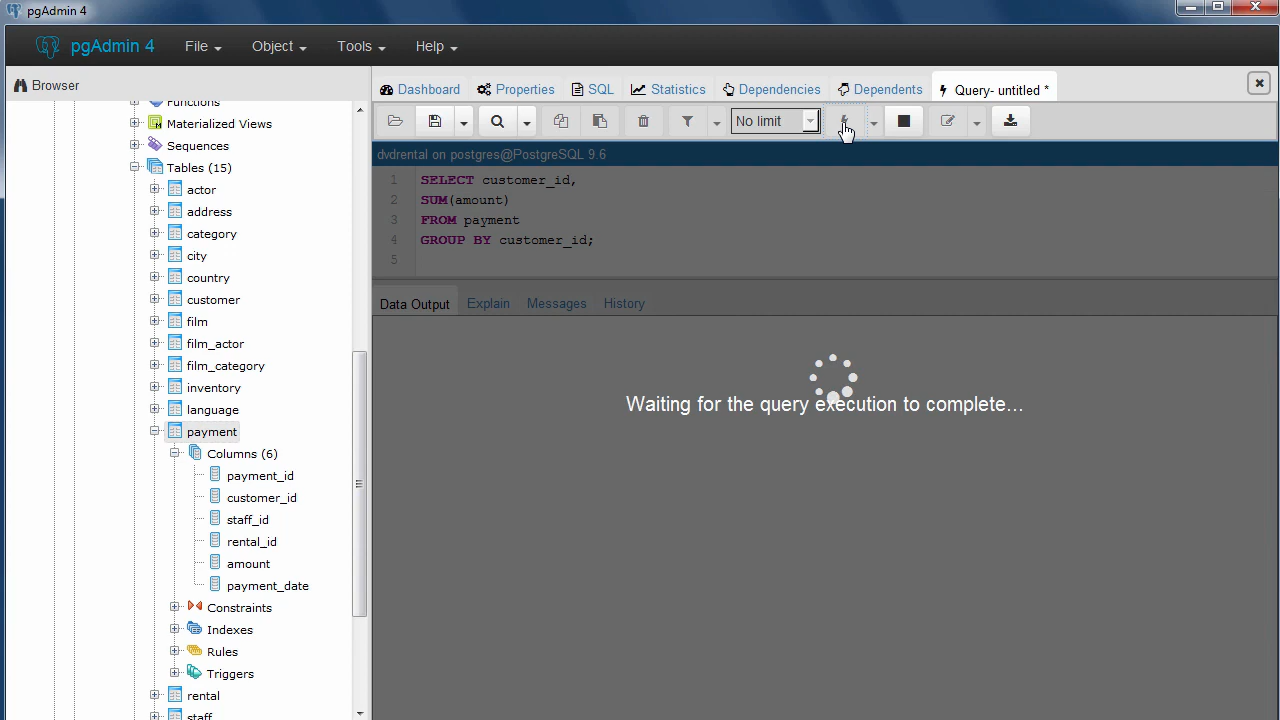 pgAdmin 4
pgAdmin 4 File Object Tools Help
Browser
Dashboard Properties SQL Statistics Dependencies Dependents Query- untitled *
No limit
dvdrental on postgres@PostgreSQL 9.6
1 SELECT customer_id,
2 SUM(amount)
3 FROM payment
4 GROUP BY customer_id;
5
Data Output Explain Messages History
Waiting for the query execution to complete...
Functions
Materialized Views
Sequences
Tables (15)
actor
address
category
city
country
customer
film
film_actor
film_category
inventory
language
payment
Columns (6)
payment_id
customer_id
staff_id
rental_id
amount
payment_date
Constraints
Indexes
Rules
Triggers
rental
staff